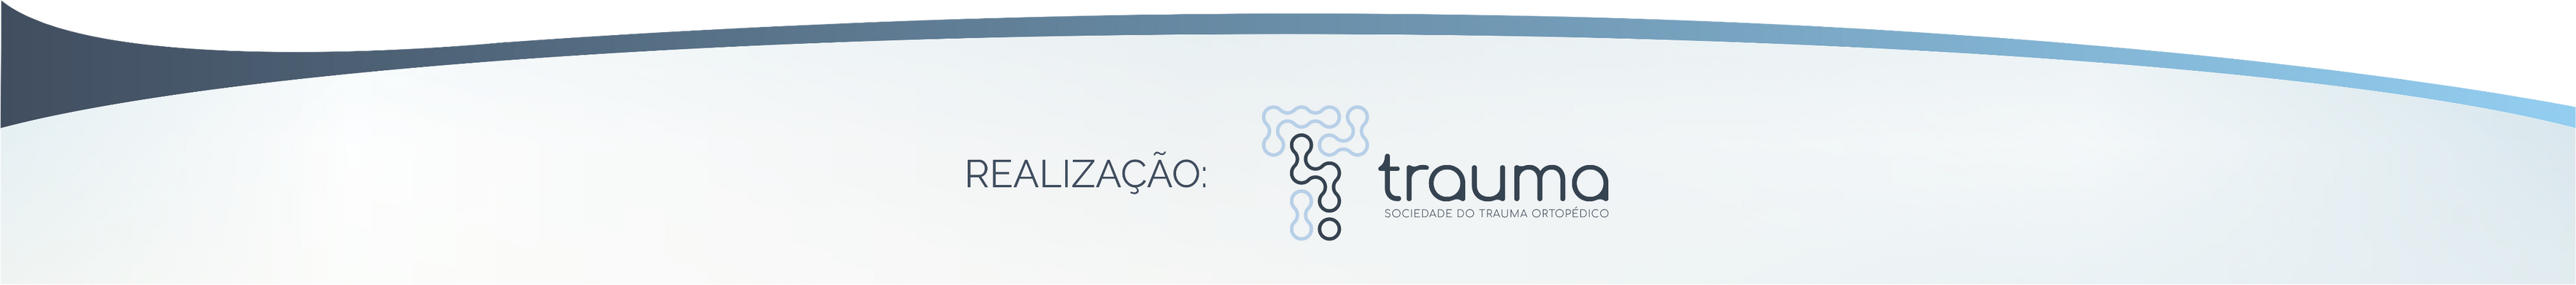 REALIZAÇÃO:
trauma
SOCIEDADE DO TRAUMA ORTOPÉDICO